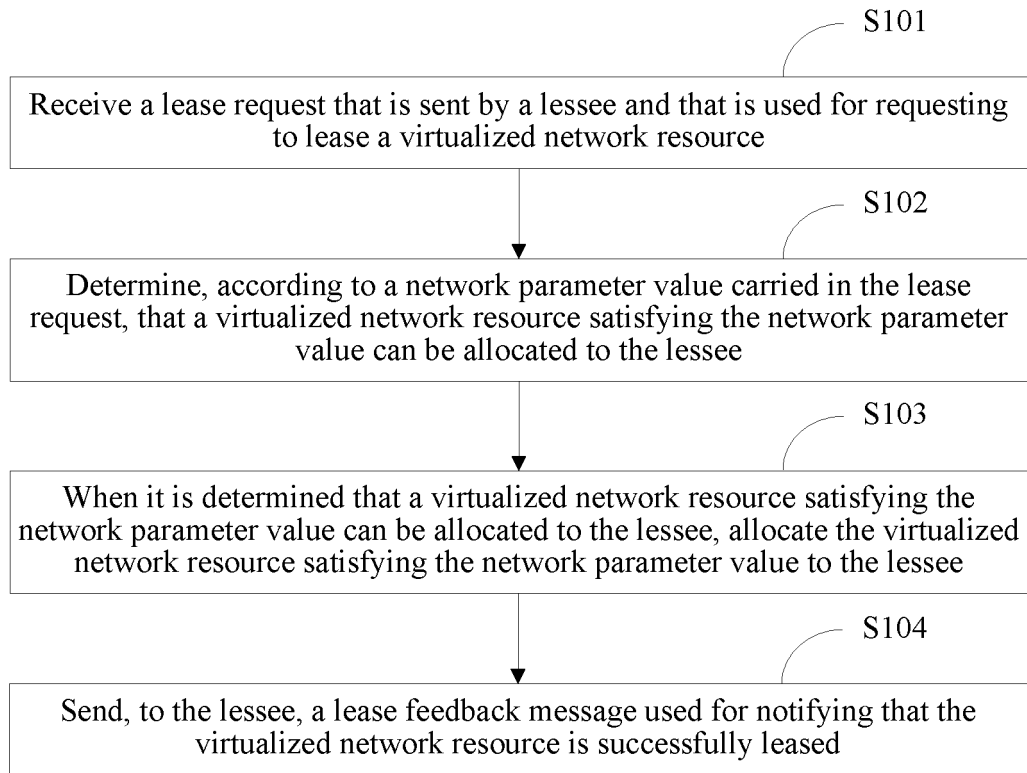 S101
Receive a lease request that is sent by a lessee and that is used for requesting
to lease a virtualized network resource
S102
Determine, according to a network parameter value carried in the lease
request, that a virtualized network resource satisfying the network parameter
value can be allocated to the lessee
S103
When it is determined that a virtualized network resource satisfying the
network parameter value can be allocated to the lessee, allocate the virtualized
network resource satisfying the network parameter value to the lessee
S104
Send, to the lessee, a lease feedback message used for notifying that the
virtualized network resource is successfully leased